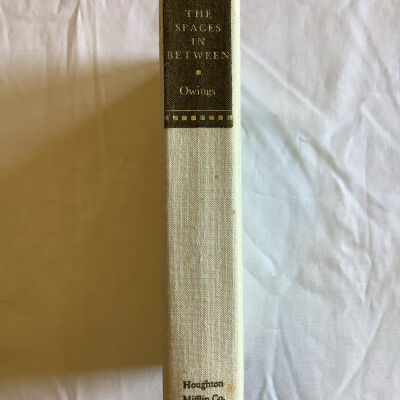 THE
SPACES
IN
BETWEEN
Owings
Houghton
Mifflin Co.